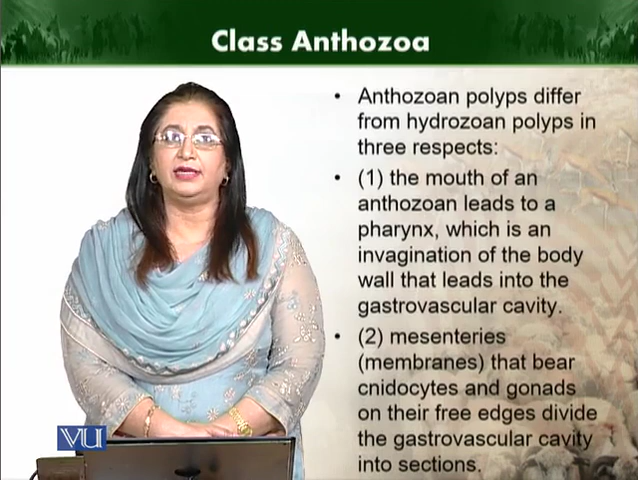 Class Anthozoa
• Anthozoan polyps differ
from hydrozoan polyps in
three respects:
• (1) the mouth of an
anthozoan leads to a
pharynx, which is an
invagination of the body
wall that leads into the
gastrovascular cavity.
• (2) mesenteries
(membranes) that bear
cnidocytes and gonads
on their free edges divide
the gastrovascular cavity
into sections.
VU